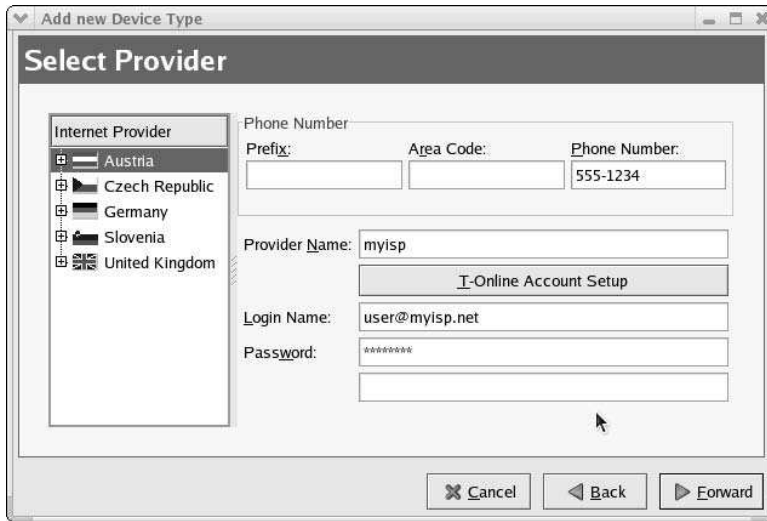 Add new Device Type
Select Provider
Internet Provider
Austria
Czech Republic
Germany
Slovenia
United Kingdom
Phone Number
Prefix:
Area Code:
Phone Number:
555-1234
Provider Name:
myisp
T-Online Account Setup
Login Name:
user@myisp.net
Password:
********
Cancel
Back
Forward